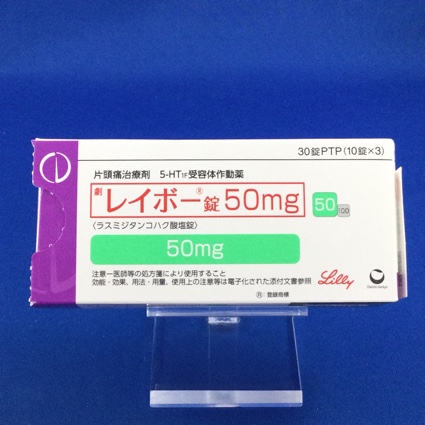 30錠PTP(10錠×3)
片頭痛治療剤 5-HT1F受容体作動薬
劇 レイボー®錠50mg 50 100
〈ラスミジタンコハク酸塩錠〉
50mg
注意－医師等の処方箋により使用すること
効能・効果、用法・用量、使用上の注意等は電子化された添付文書参照
Lilly
Daiichi-Sankyo
®：登録商標